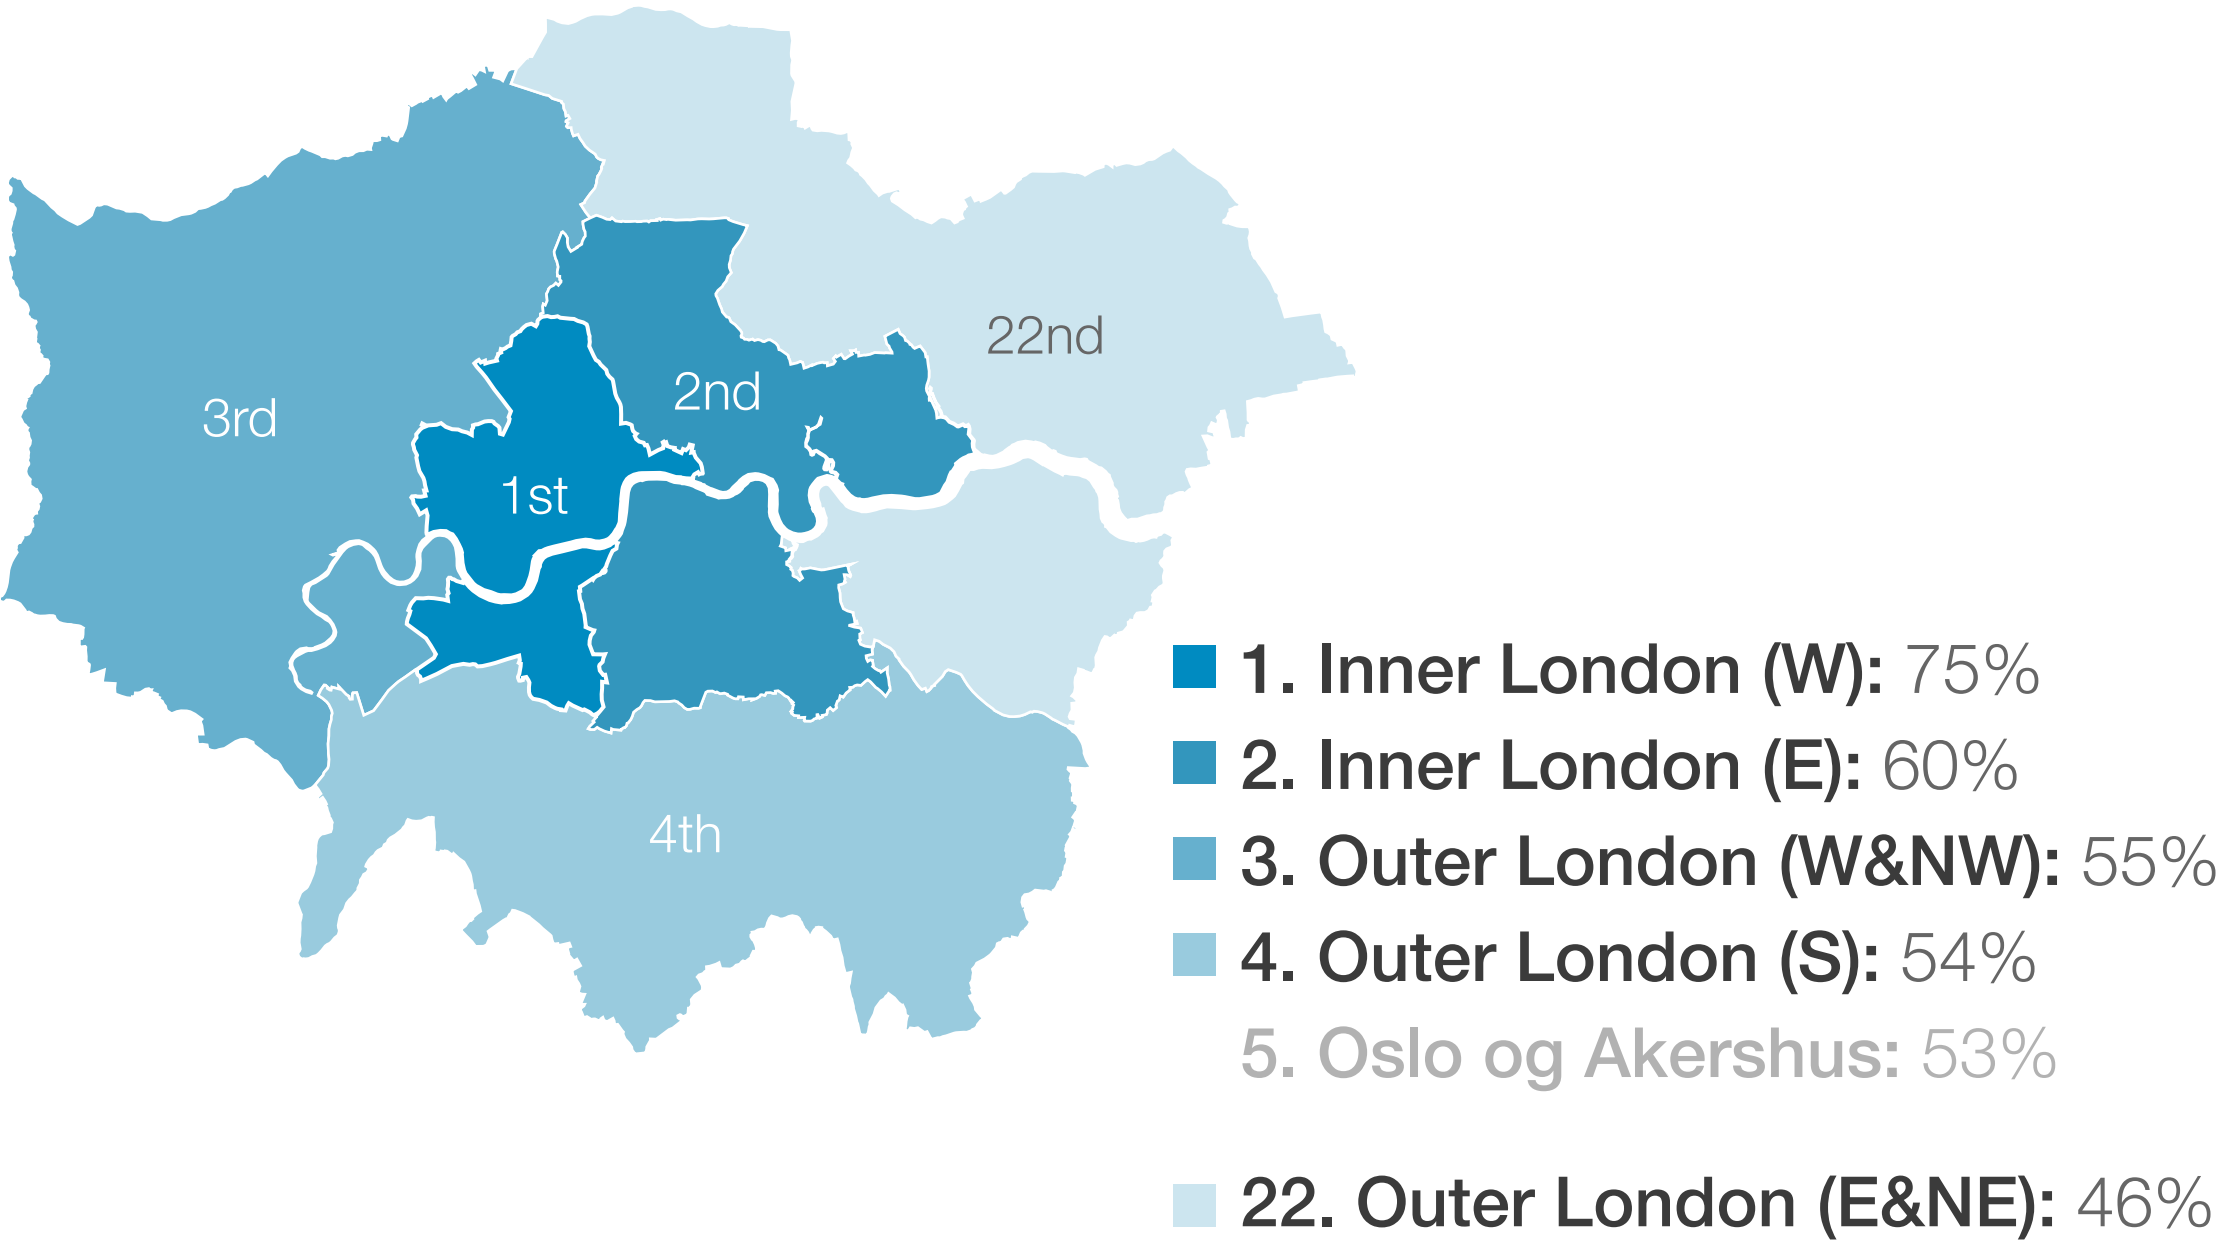 22nd
2nd
3rd
1st
4th
1. Inner London (W): 75%
2. Inner London (E): 60%
3. Outer London (W&NW): 55%
4. Outer London (S): 54%
5. Oslo og Akershus: 53%
22. Outer London (E&NE): 46%